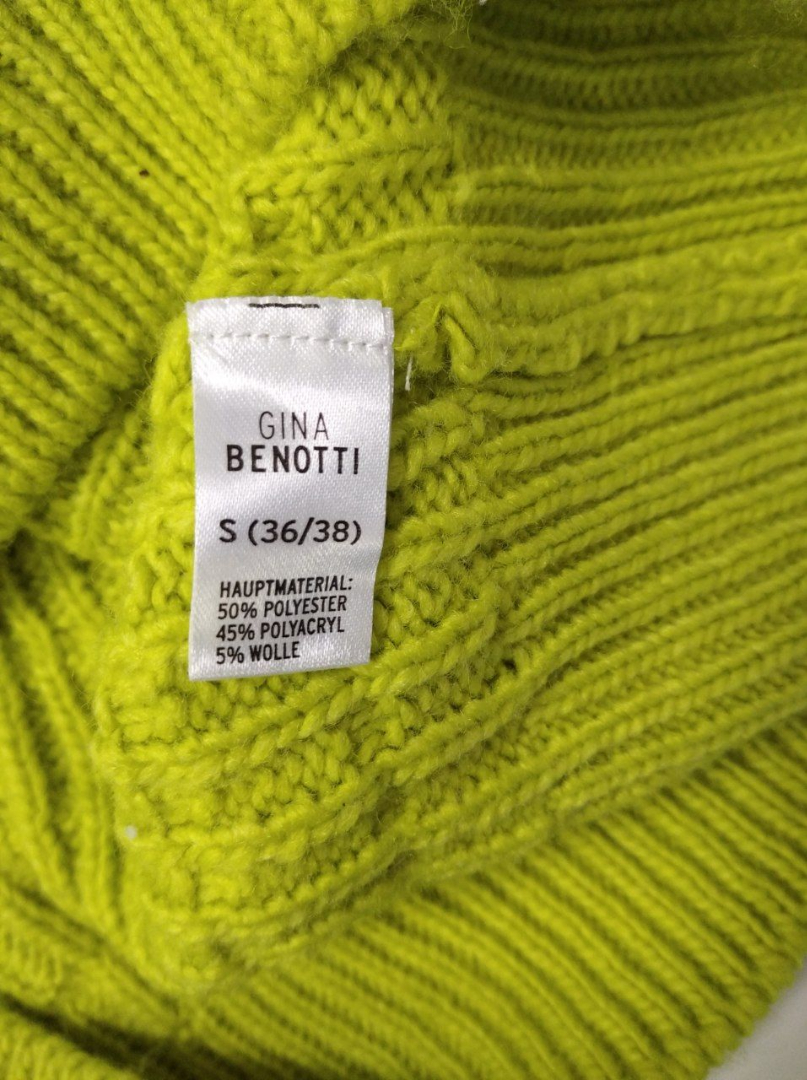 GINA
BENOTTI
S (36/38)
HAUPTMATERIAL:
50% POLYESTER
45% POLYACRYL
5% WOLLE